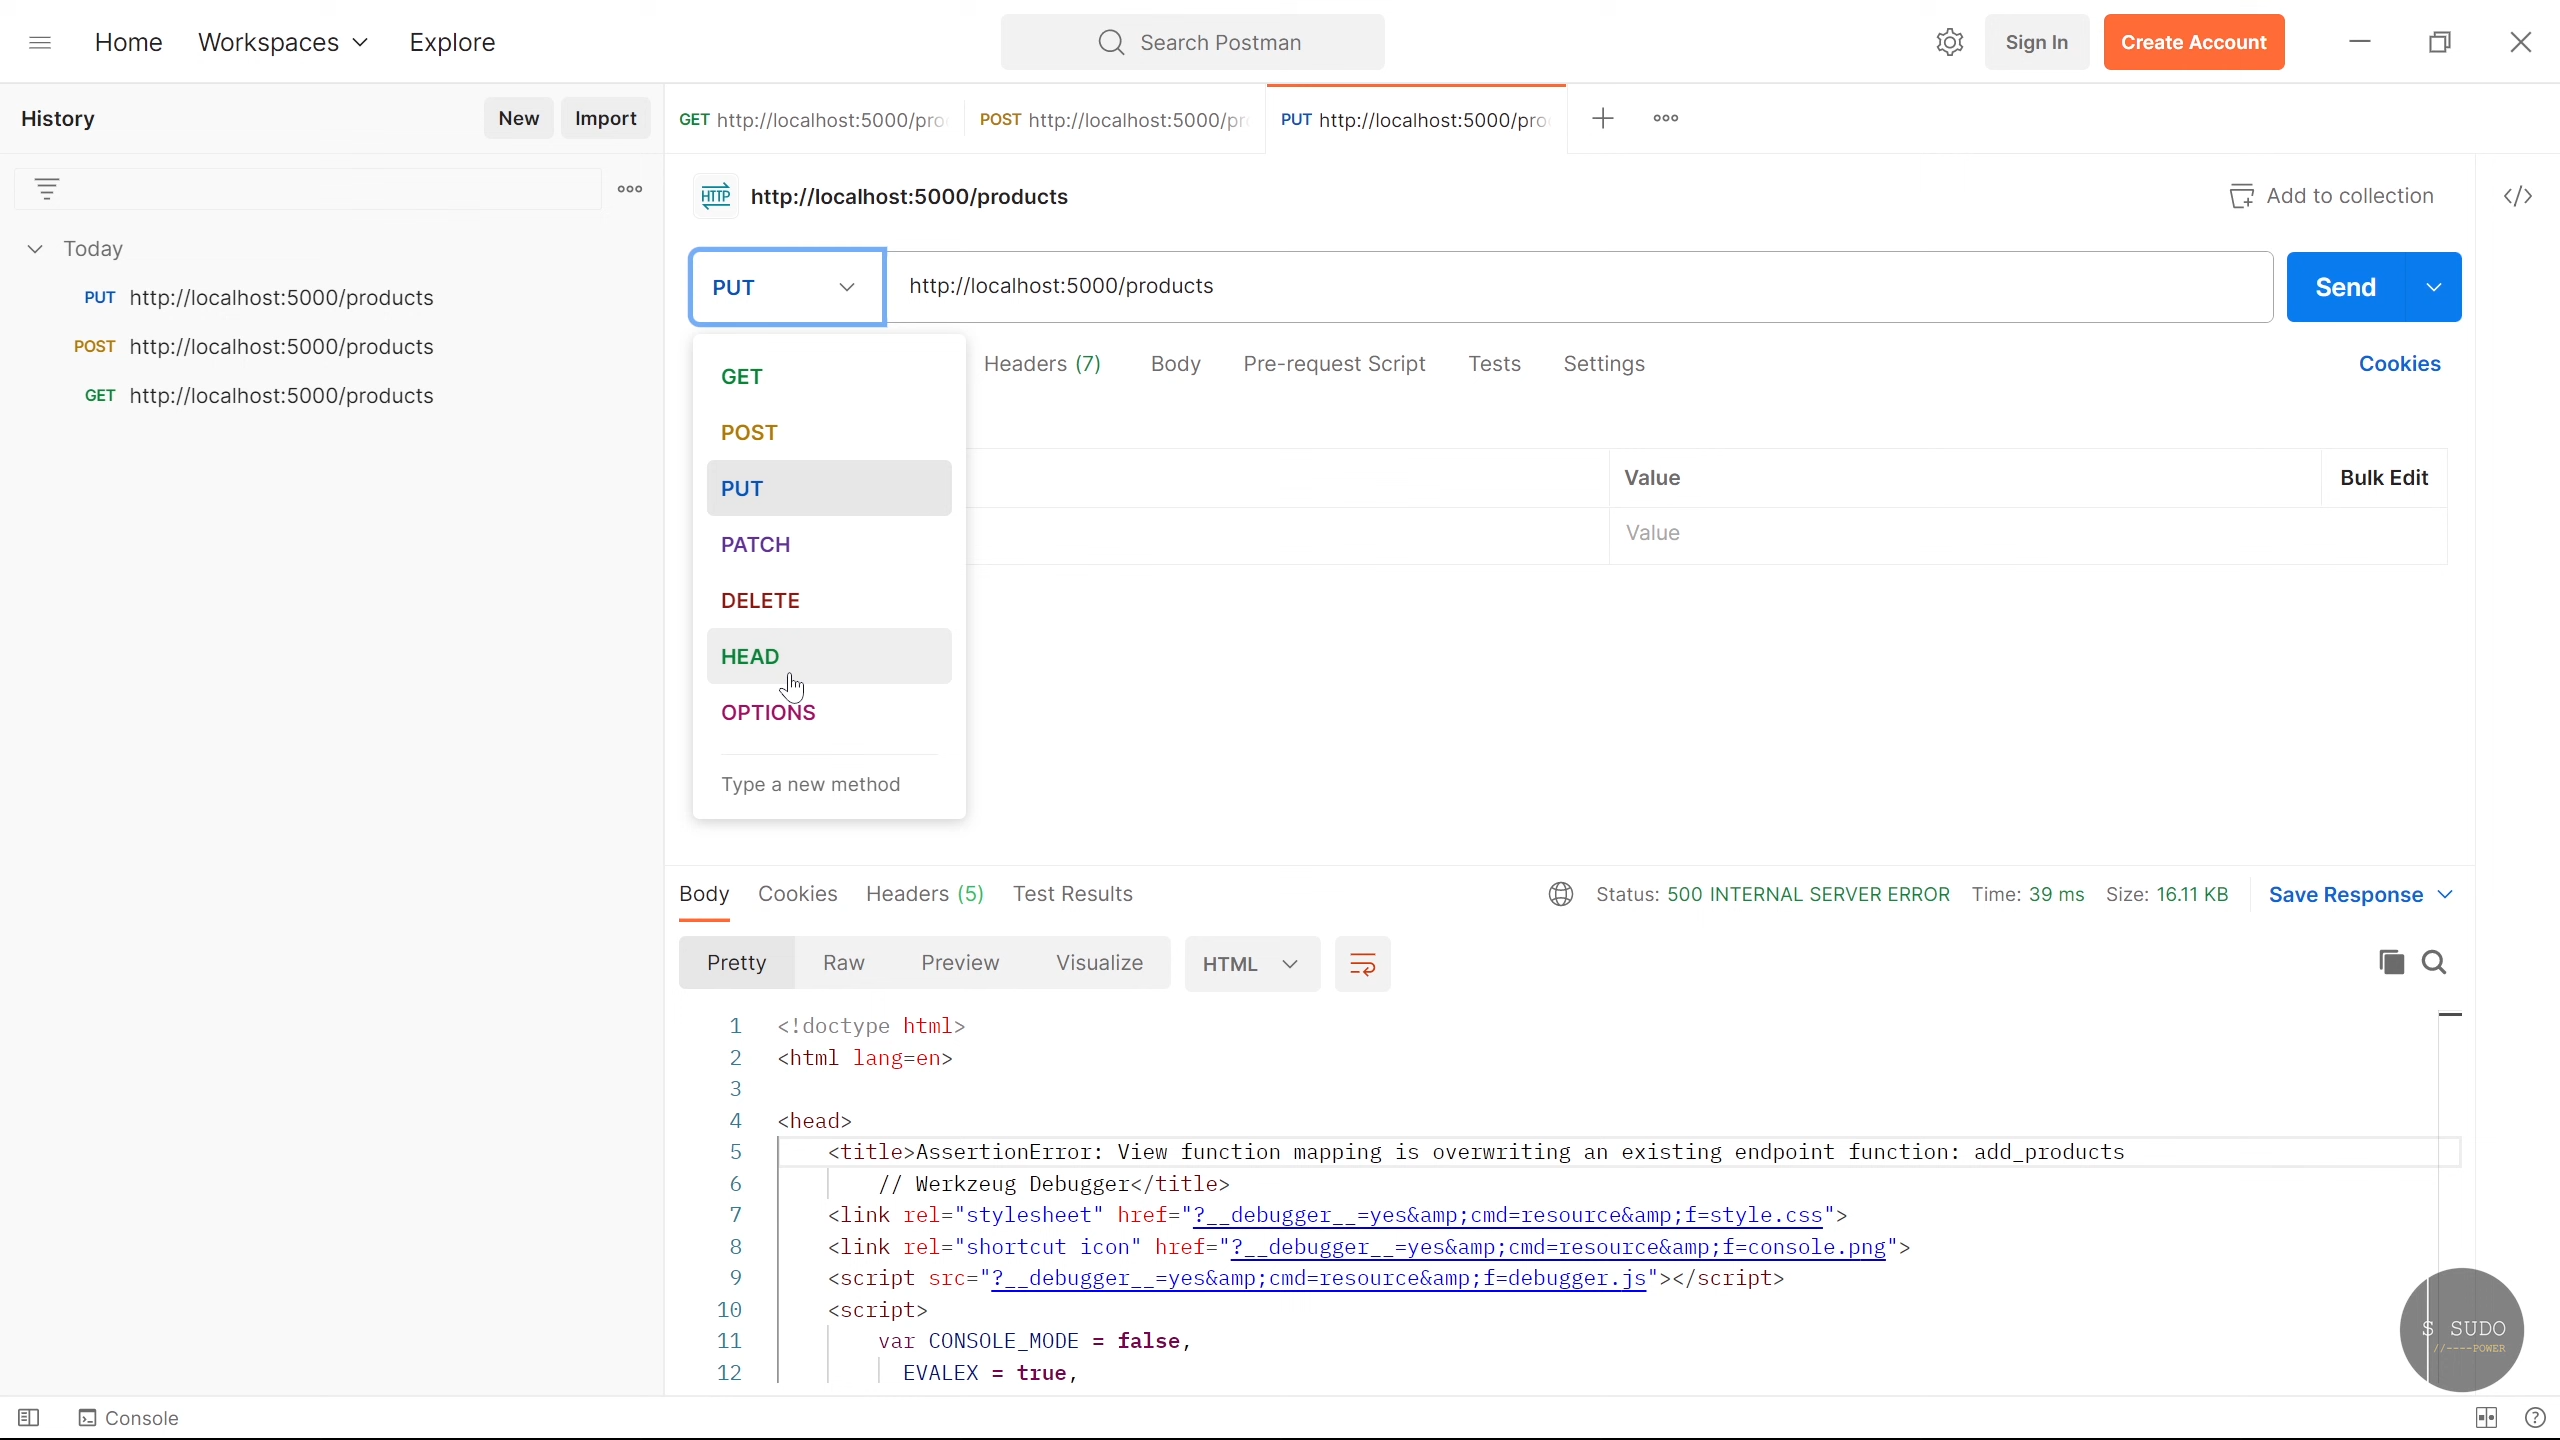 Home Workspaces Explore Search Postman Sign In Create Account
History New Import GET http://localhost:5000/pro POST http://localhost:5000/pr PUT http://localhost:5000/pro
HTTP http://localhost:5000/products Add to collection </>
Today
PUT http://localhost:5000/products
POST http://localhost:5000/products
GET http://localhost:5000/products
PUT http://localhost:5000/products Send
Headers (7) Body Pre-request Script Tests Settings Cookies
GET
POST
PUT
PATCH
DELETE
HEAD
OPTIONS
Type a new method
Value Bulk Edit
Value
Body Cookies Headers (5) Test Results Status: 500 INTERNAL SERVER ERROR Time: 39 ms Size: 16.11 KB Save Response
Pretty Raw Preview Visualize HTML
1 <!doctype html>
2 <html lang=en>
3
4 <head>
5 <title>AssertionError: View function mapping is overwriting an existing endpoint function: add_products
6 // Werkzeug Debugger</title>
7 <link rel="stylesheet" href="?__debugger__=yes&amp;cmd=resource&amp;f=style.css">
8 <link rel="shortcut icon" href="?__debugger__=yes&amp;cmd=resource&amp;f=console.png">
9 <script src="?__debugger__=yes&amp;cmd=resource&amp;f=debugger.js"></script>
10 <script>
11 var CONSOLE_MODE = false,
12 EVALEX = true,
S SUDO
//----POWER
Console